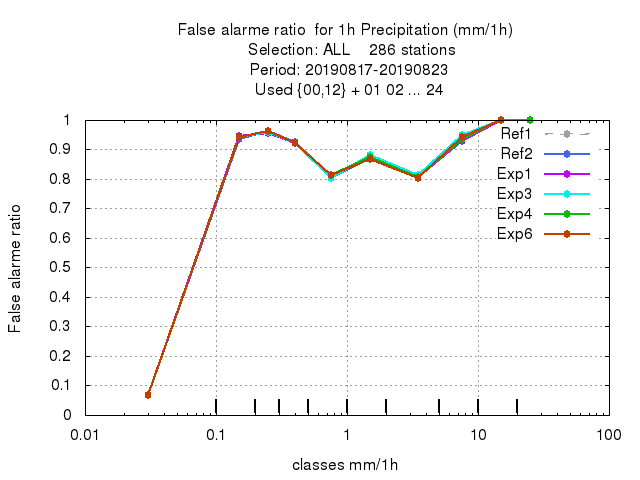 False alarme ratio  for 1h Precipitation (mm/1h)
Selection: ALL    286 stations
Period: 20190817-20190823
Used {00,12} + 01 02 ... 24
1
0.9
0.8
0.7
0.6
0.5
0.4
0.3
0.2
0.1
0
False alarme ratio
Ref1
Ref2
Exp1
Exp3
Exp4
Exp6
0.01 0.1 1 10 100
classes mm/1h